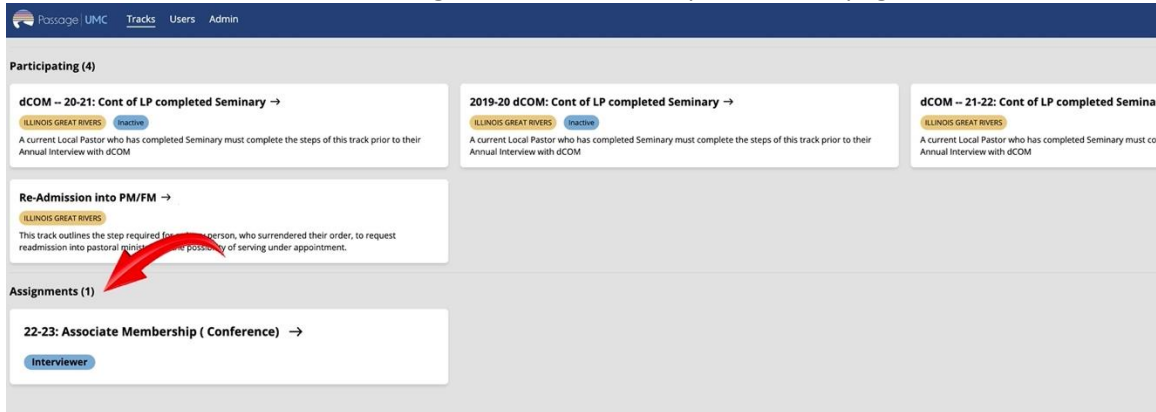 Passage | UMC Tracks Users Admin
Participating (4)
dCOM -- 20-21: Cont of LP completed Seminary →
ILLINOIS GREAT RIVERS Inactive
A current Local Pastor who has completed Seminary must complete the steps of this track prior to their
Annual Interview with dCOM
2019-20 dCOM: Cont of LP completed Seminary →
ILLINOIS GREAT RIVERS Inactive
A current Local Pastor who has completed Seminary must complete the steps of this track prior to their
Annual Interview with dCOM
dCOM -- 21-22: Cont of LP completed Semina
ILLINOIS GREAT RIVERS
A current Local Pastor who has completed Seminary must co
Annual Interview with dCOM
Re-Admission into PM/FM →
ILLINOIS GREAT RIVERS
This track outlines the step required person, who surrendered their order, to request
readmission into pastoral of serving under appointment.
Assignments (1)
22-23: Associate Membership ( Conference) →
Interviewer